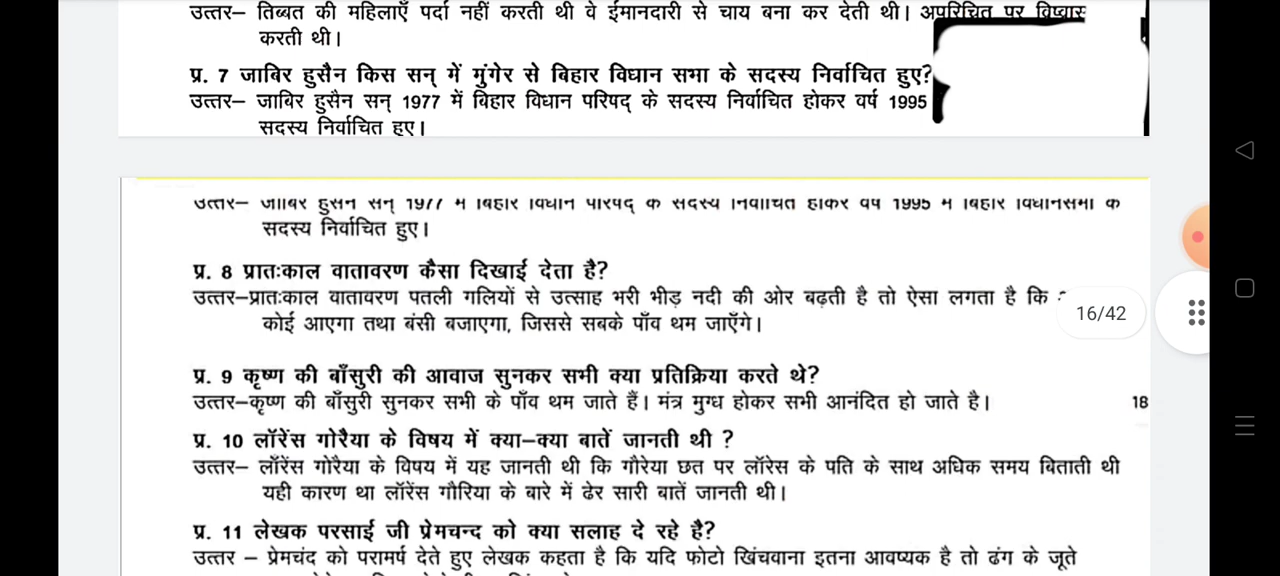 उत्तर– तिब्बत की महिलाएँ पर्दा नहीं करती थी वे ईमानदारी से चाय बना कर देती थी। अपरिचित पर विष्वास
करती थी।
प्र. 7 जाबिर हुसैन किस सन् में मुंगेर से बिहार विधान सभा के सदस्य निर्वाचित हुए?
उत्तर– जाबिर हुसैन सन् 1977 में बिहार विधान परिषद् के सदस्य निर्वाचित होकर वर्ष 1995
सदस्य निर्वाचित हुए।
उत्तर– जाबिर हुसैन सन् 1977 में बिहार विधान परिषद् के सदस्य निर्वाचित होकर वर्ष 1995 में बिहार विधानसभा के
सदस्य निर्वाचित हुए।
प्र. 8 प्रातःकाल वातावरण कैसा दिखाई देता है?
उत्तर–प्रातःकाल वातावरण पतली गलियों से उत्साह भरी भीड़ नदी की ओर बढ़ती है तो ऐसा लगता है कि
16/42
कोई आएगा तथा बंसी बजाएगा, जिससे सबके पाँव थम जाएँगे।
प्र. 9 कृष्ण की बाँसुरी की आवाज सुनकर सभी क्या प्रतिक्रिया करते थे?
उत्तर–कृष्ण की बाँसुरी सुनकर सभी के पाँव थम जाते हैं। मंत्र मुग्ध होकर सभी आनंदित हो जाते है।
18
प्र. 10 लॉरेंस गोरैया के विषय में क्या–क्या बातें जानती थी ?
उत्तर– लॉरेंस गोरैया के विषय में यह जानती थी कि गौरेया छत पर लॉरेस के पति के साथ अधिक समय बिताती थी
यही कारण था लॉरेंस गौरिया के बारे में ढेर सारी बातें जानती थी।
प्र. 11 लेखक परसाई जी प्रेमचन्द को क्या सलाह दे रहे है?
उत्तर – प्रेमचंद को परामर्ष देते हुए लेखक कहता है कि यदि फोटो खिंचवाना इतना आवष्यक है तो ढंग के जूते